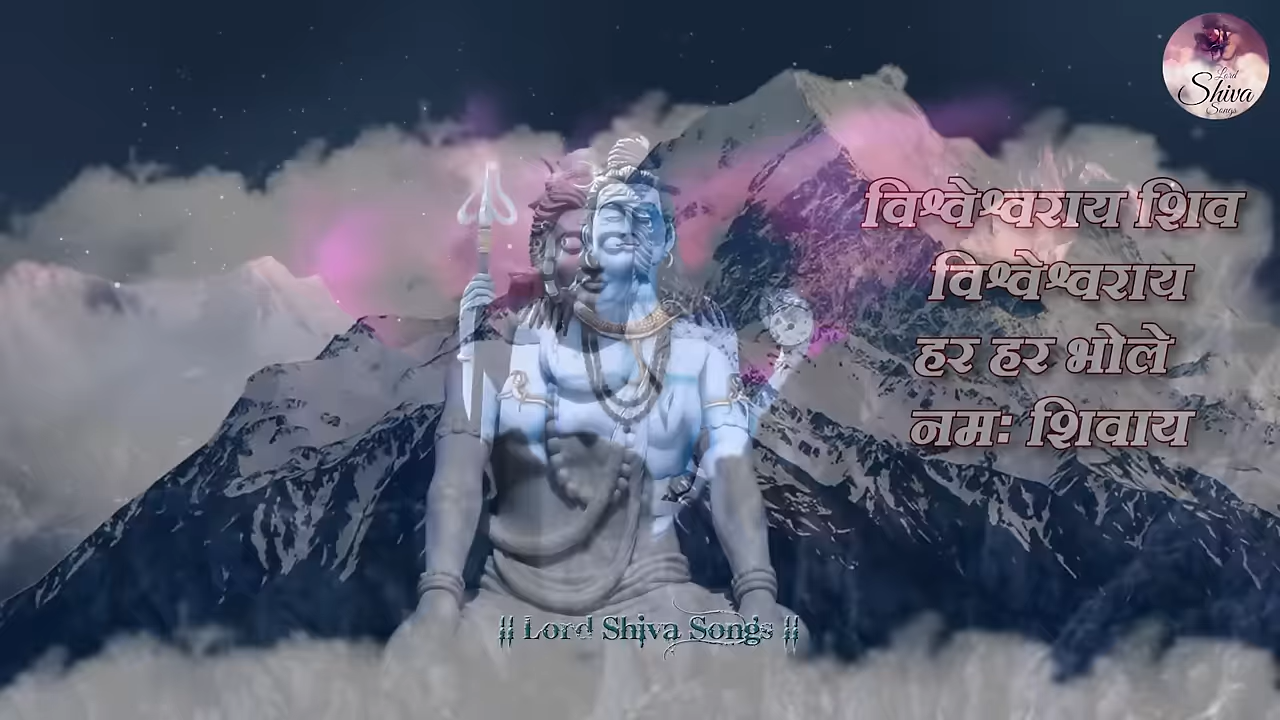 Lord
Shiva
Songs
विश्वेश्वराय शिव
विश्वेश्वराय
हर हर भोले
नमः शिवाय
|| Lord Shiva Songs ||